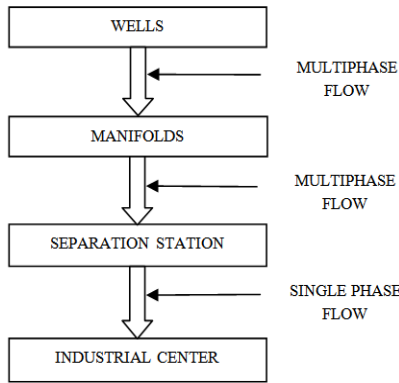 WELLS
MULTIPHASE
FLOW
MANIFOLDS
MULTIPHASE
FLOW
SEPARATION STATION
SINGLE PHASE
FLOW
INDUSTRIAL CENTER